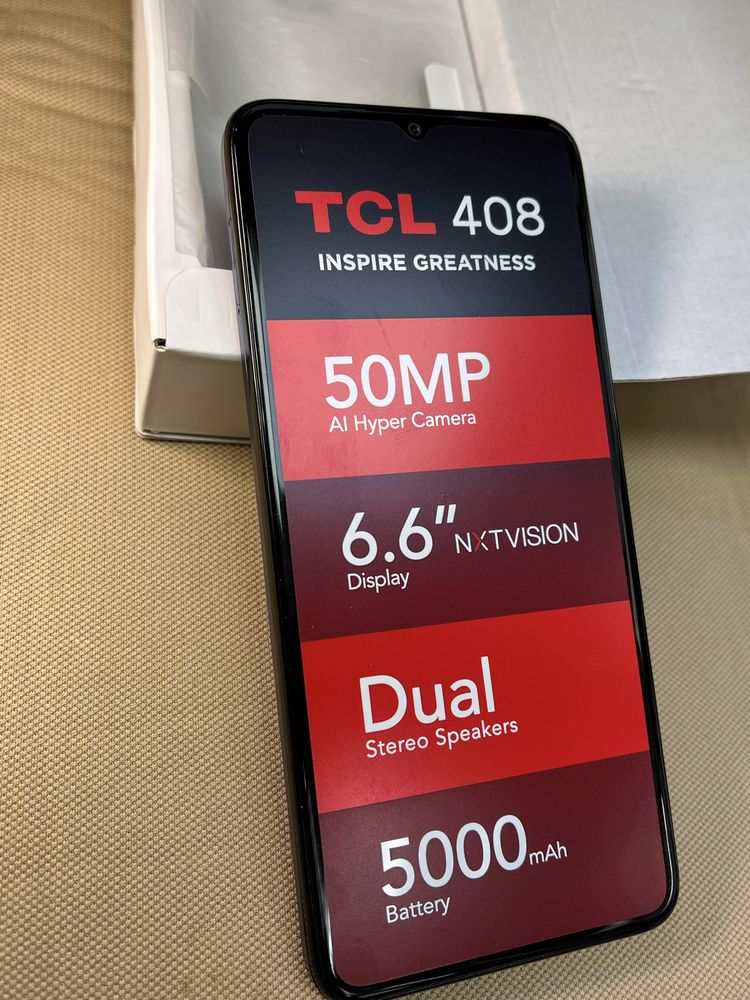 TCL 408
INSPIRE GREATNESS
50MP
AI Hyper Camera
6.6" NXTVISION
Display
Dual
Stereo Speakers
5000mAh
Battery